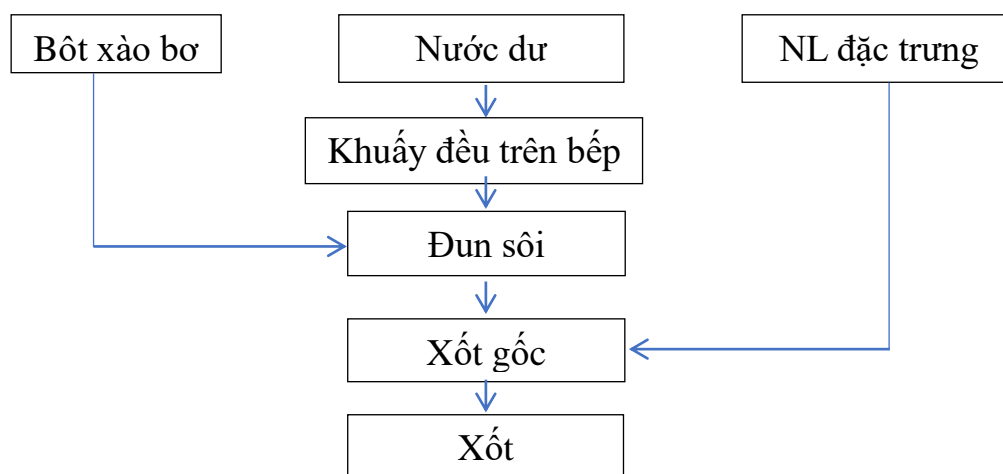 Bôt xào bơ
Nước dư
NL đặc trưng
Khuấy đều trên bếp
Đun sôi
Xốt gốc
Xốt